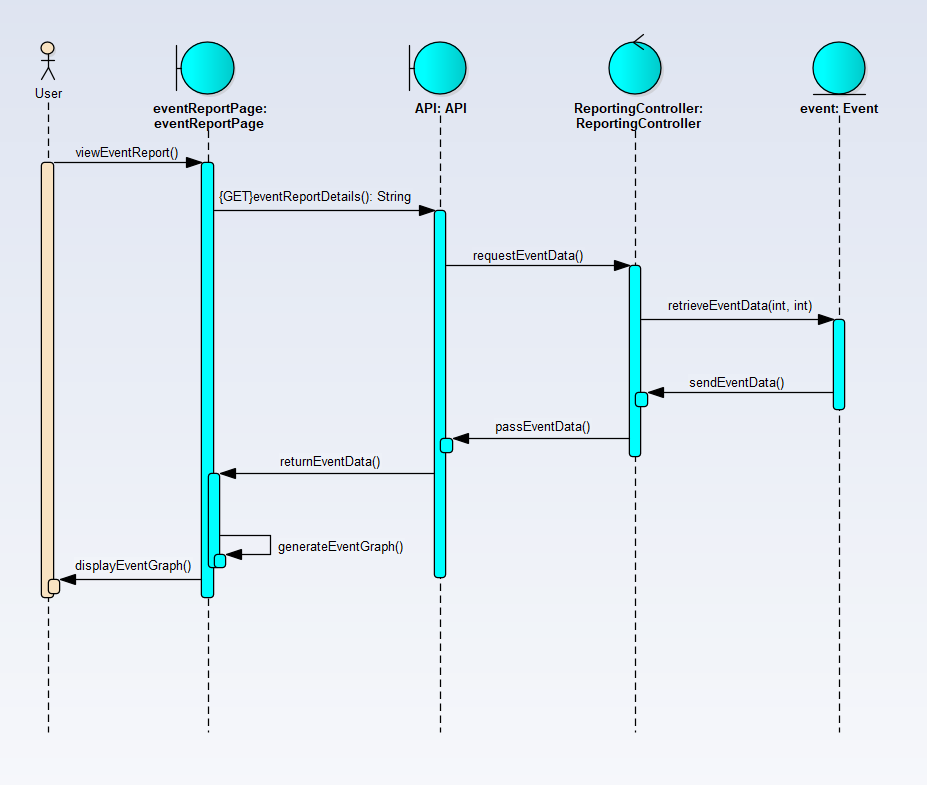 User
eventReportPage:
eventReportPage
API: API
ReportingController:
ReportingController
event: Event
viewEventReport()
{GET}eventReportDetails(): String
requestEventData()
retrieveEventData(int, int)
sendEventData()
passEventData()
returnEventData()
generateEventGraph()
displayEventGraph()